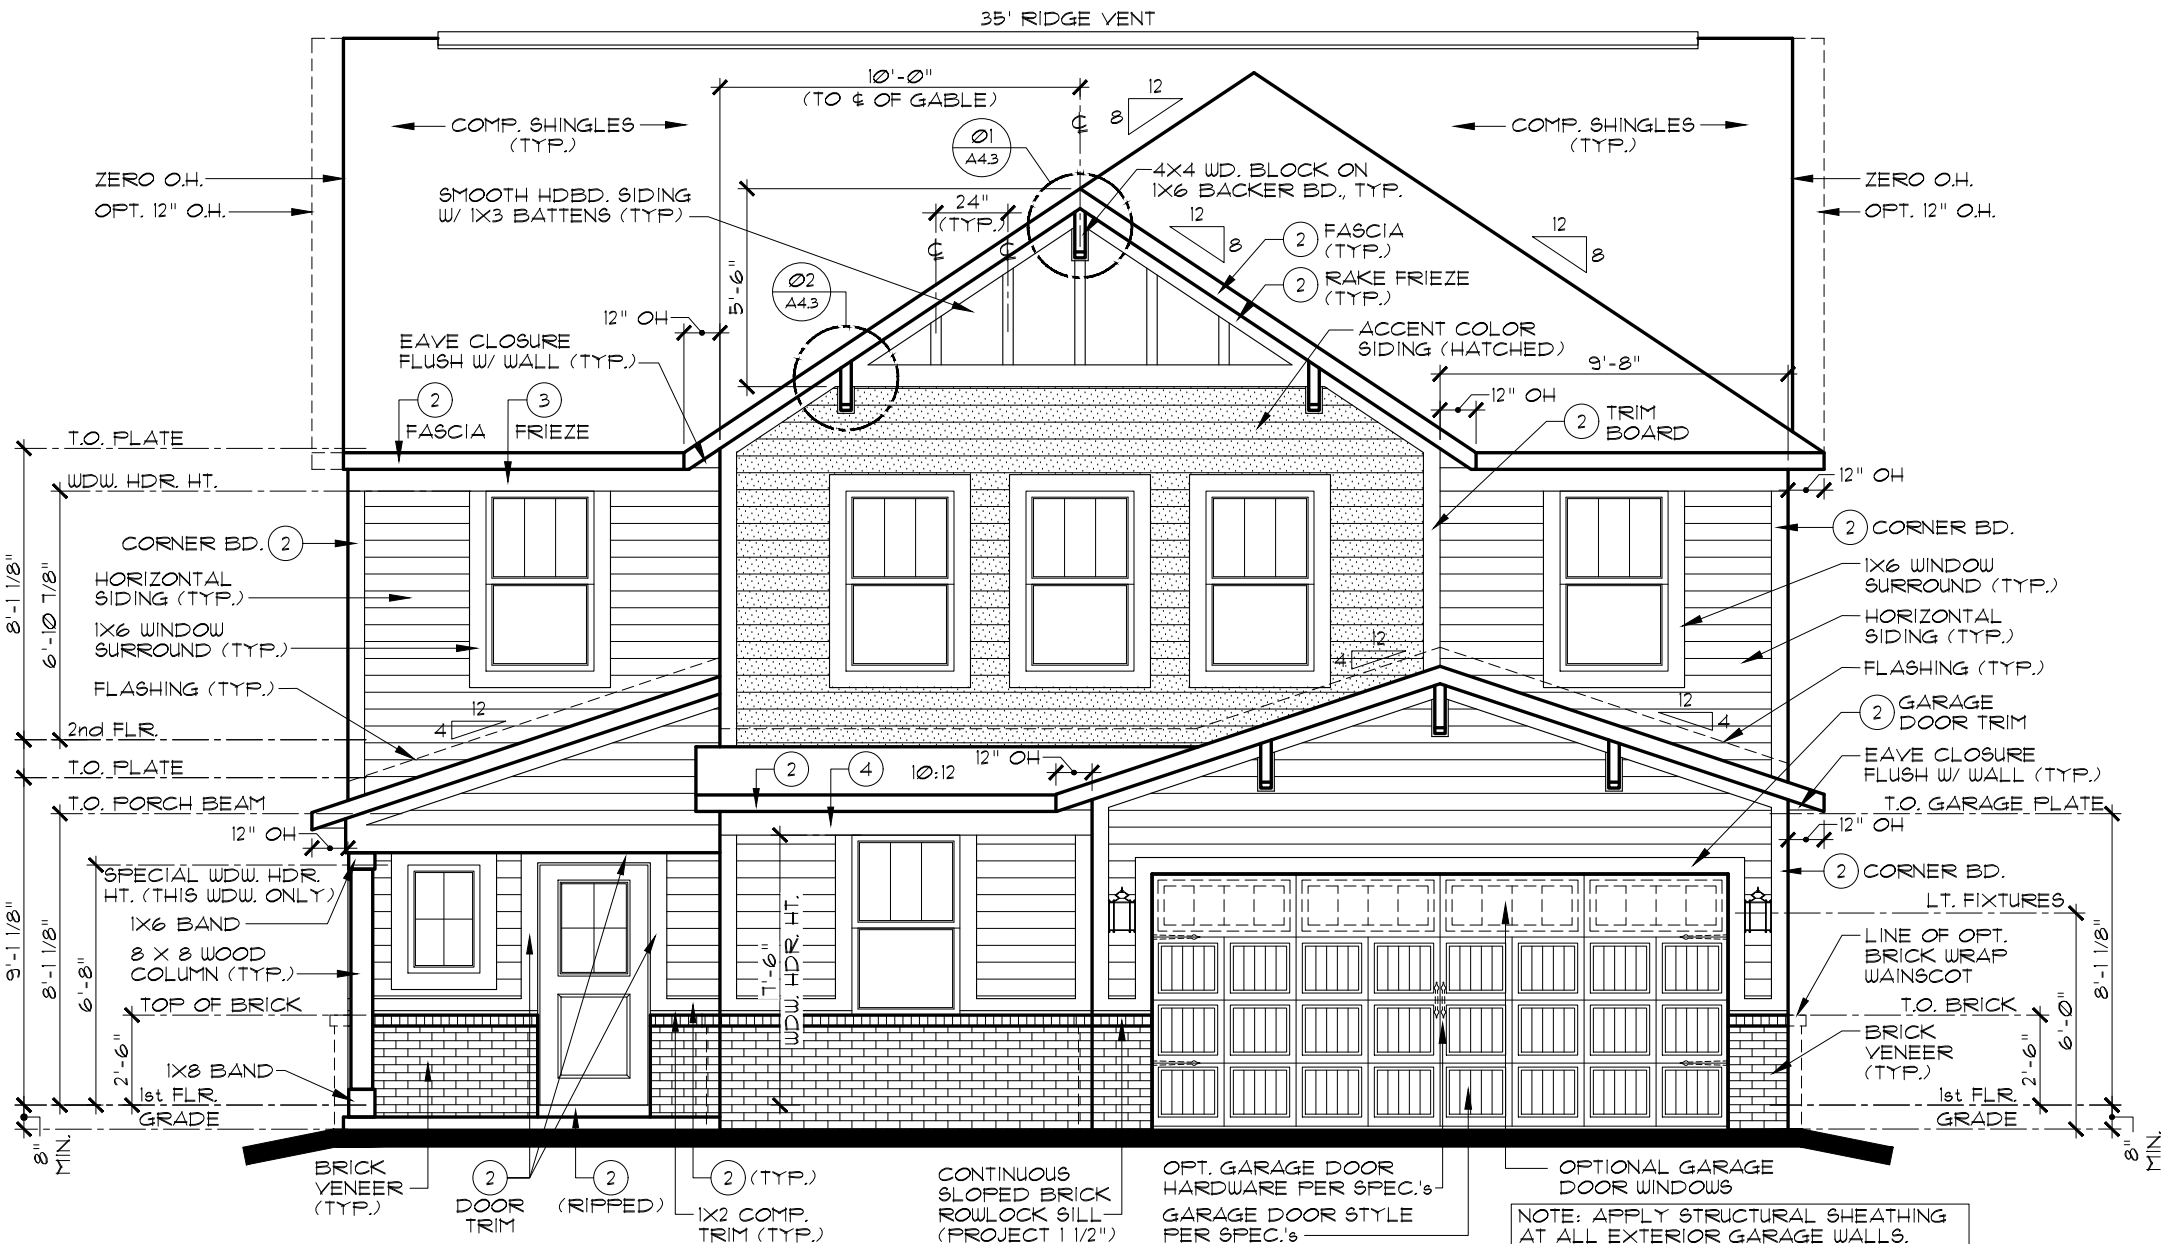 35' RIDGE VENT
10'-0"
(TO ℄ OF GABLE)
12
8
℄
COMP. SHINGLES
(TYP.)
COMP. SHINGLES
(TYP.)
01
A4.3
ZERO O.H.
OPT. 12" O.H.
SMOOTH HDBD. SIDING
W/ 1X3 BATTENS (TYP)
24"
(TYP.)
℄
℄
4X4 WD. BLOCK ON
1X6 BACKER BD., TYP.
ZERO O.H.
OPT. 12" O.H.
12
8
12
8
2 FASCIA
(TYP.)
2 RAKE FRIEZE
(TYP.)
5'-6"
02
A4.3
12" OH
EAVE CLOSURE
FLUSH W/ WALL (TYP.)
ACCENT COLOR
SIDING (HATCHED)
9'-8"
12" OH
2 TRIM
BOARD
2
FASCIA
3
FRIEZE
T.O. PLATE
WDW. HDR. HT.
12" OH
CORNER BD. 2
2 CORNER BD.
HORIZONTAL
SIDING (TYP.)
1X6 WINDOW
SURROUND (TYP.)
FLASHING (TYP.)
8'-1 1/8"
6'-10 7/8"
1X6 WINDOW
SURROUND (TYP.)
HORIZONTAL
SIDING (TYP.)
FLASHING (TYP.)
12
4
12
4
12
4
2 GARAGE
DOOR TRIM
2nd FLR.
T.O. PLATE
T.O. PORCH BEAM
EAVE CLOSURE
FLUSH W/ WALL (TYP.)
T.O. GARAGE PLATE
2
4
10:12
12" OH
12" OH
12" OH
SPECIAL WDW. HDR.
HT. (THIS WDW. ONLY)
1X6 BAND
8 X 8 WOOD
COLUMN (TYP.)
TOP OF BRICK
2 CORNER BD.
LT. FIXTURES
LINE OF OPT.
BRICK WRAP
WAINSCOT
T.O. BRICK
BRICK
VENEER
(TYP.)
7'-6"
WDW. HDR. HT.
9'-1 1/8"
8'-1 1/8"
6'-8"
2'-6"
1X8 BAND
1st FLR.
GRADE
8"
MIN.
1st FLR.
GRADE
2'-6"
6'-0"
8'-1 1/8"
8"
MIN.
BRICK
VENEER
(TYP.)
2
DOOR
TRIM
2
(RIPPED)
2 (TYP.)
1X2 COMP.
TRIM (TYP.)
CONTINUOUS
SLOPED BRICK
ROWLOCK SILL
(PROJECT 1 1/2")
OPT. GARAGE DOOR
HARDWARE PER SPEC.'s
GARAGE DOOR STYLE
PER SPEC.'s
OPTIONAL GARAGE
DOOR WINDOWS
NOTE: APPLY STRUCTURAL SHEATHING
AT ALL EXTERIOR GARAGE WALLS.